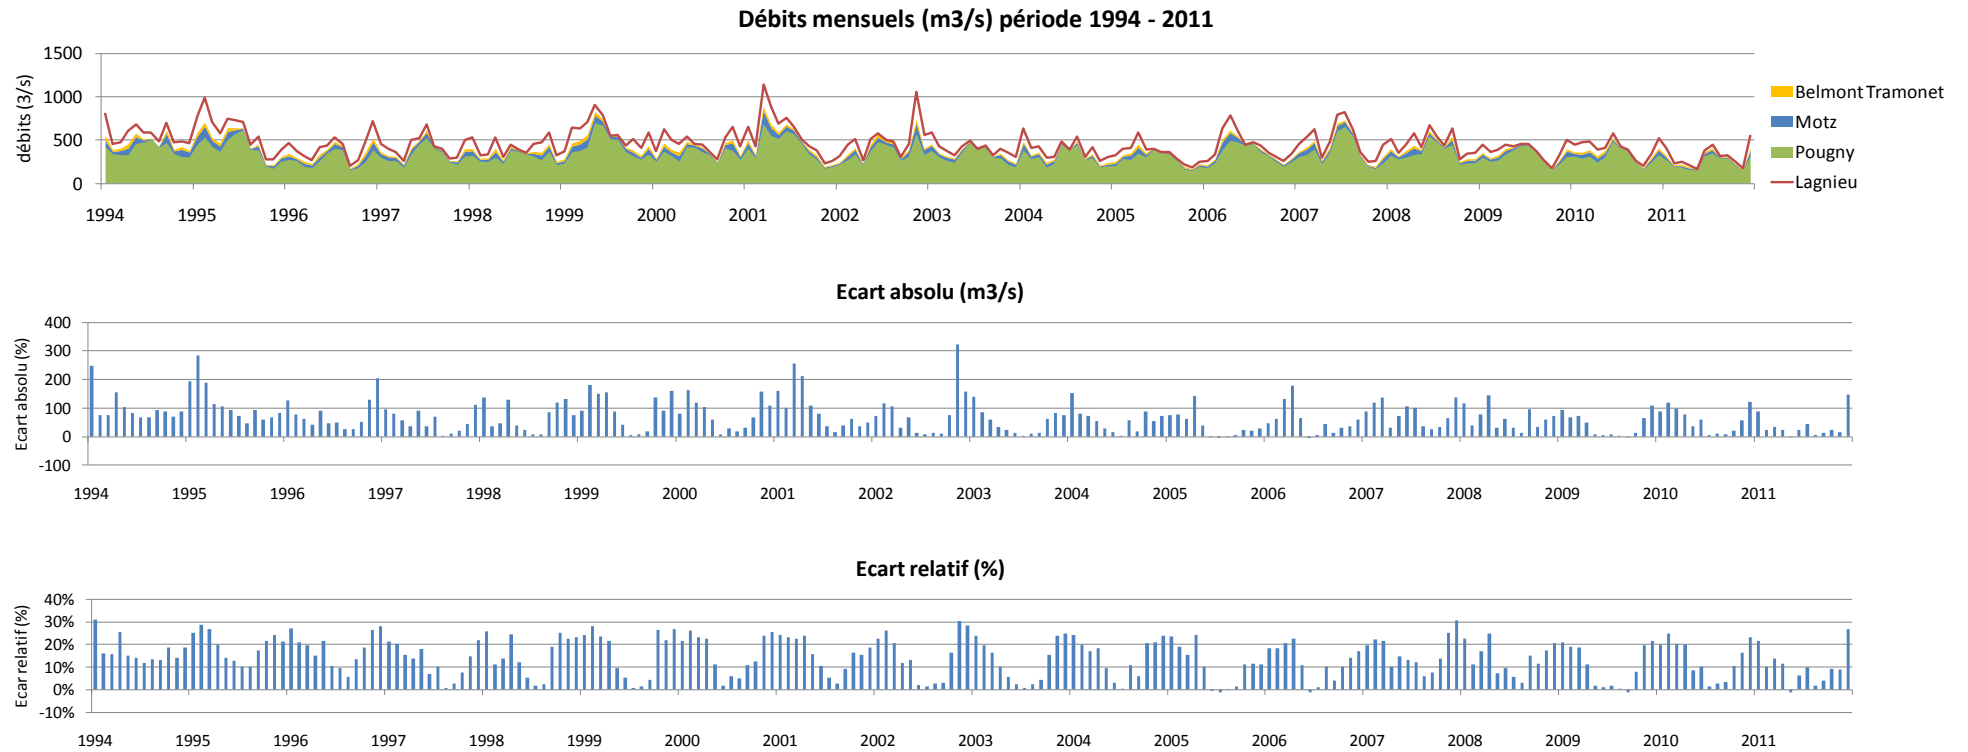 Débits mensuels (m3/s) période 1994 - 2011
débits (3/s)
1500
1000
500
0
1994 1995 1996 1997 1998 1999 2000 2001 2002 2003 2004 2005 2006 2007 2008 2009 2010 2011
Belmont Tramonet
Motz
Pougny
Lagnieu
Ecart absolu (m3/s)
Ecart absolu (%)
400
300
200
100
0
-100
1994 1995 1996 1997 1998 1999 2000 2001 2002 2003 2004 2005 2006 2007 2008 2009 2010 2011
Ecart relatif (%)
Ecar relatif (%)
40%
30%
20%
10%
0%
-10%
1994 1995 1996 1997 1998 1999 2000 2001 2002 2003 2004 2005 2006 2007 2008 2009 2010 2011